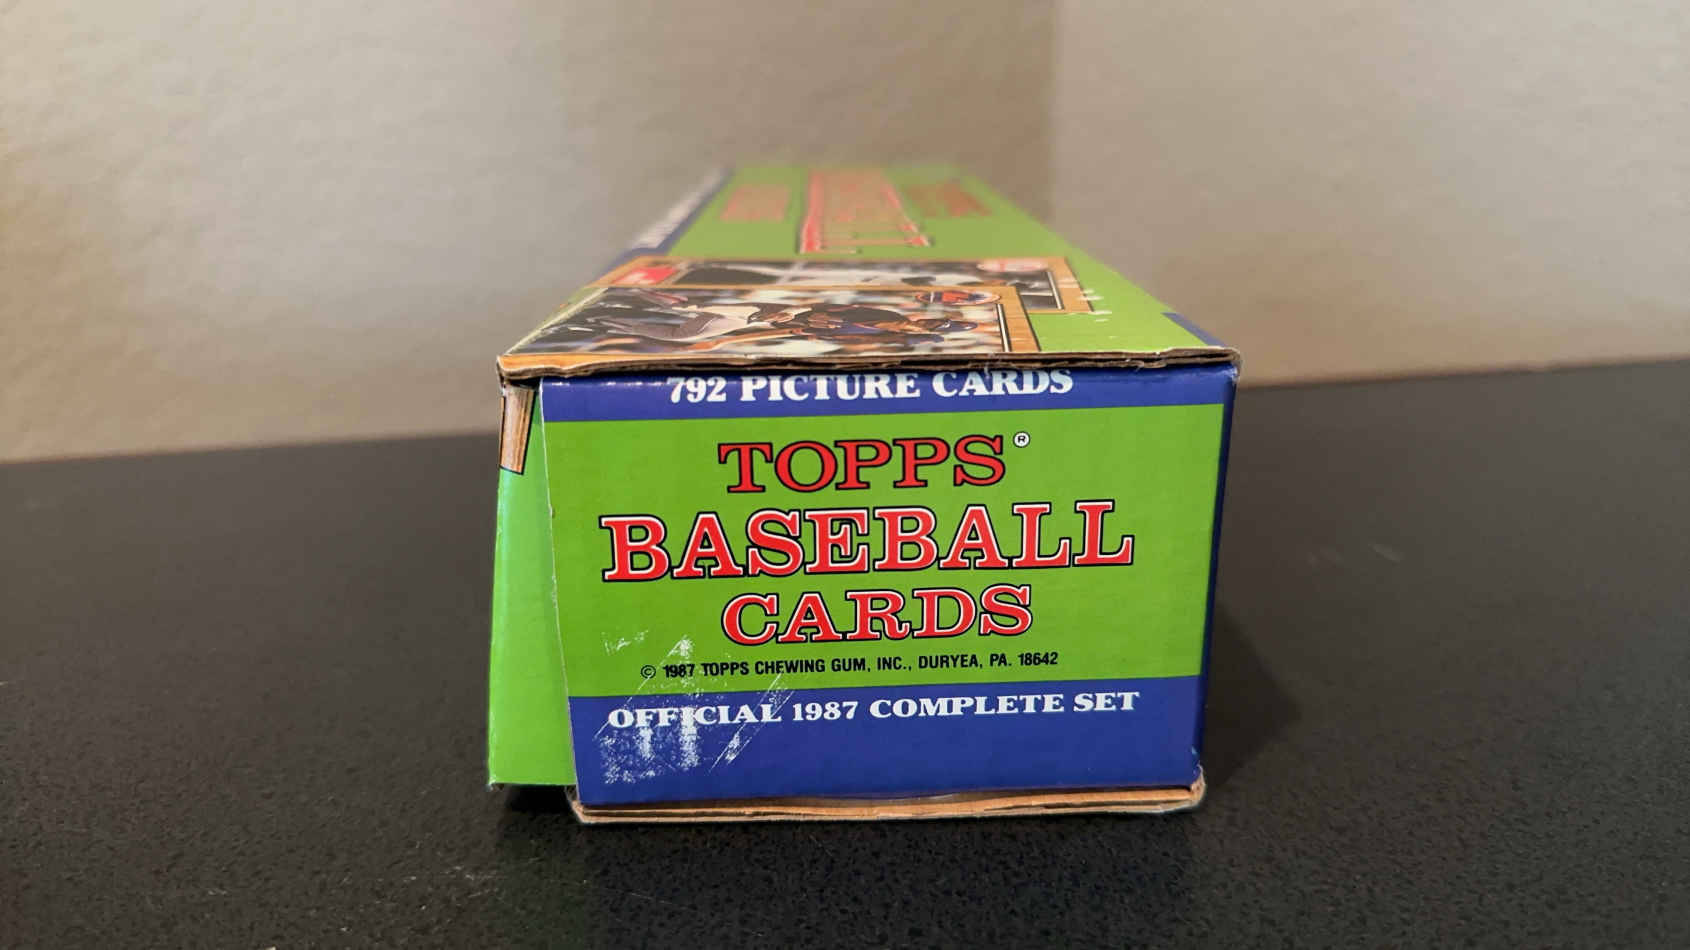 792 PICTURE CARDS
TOPPS®
BASEBALL
CARDS
© 1987 TOPPS CHEWING GUM, INC., DURYEA, PA. 18642
OFFICIAL 1987 COMPLETE SET